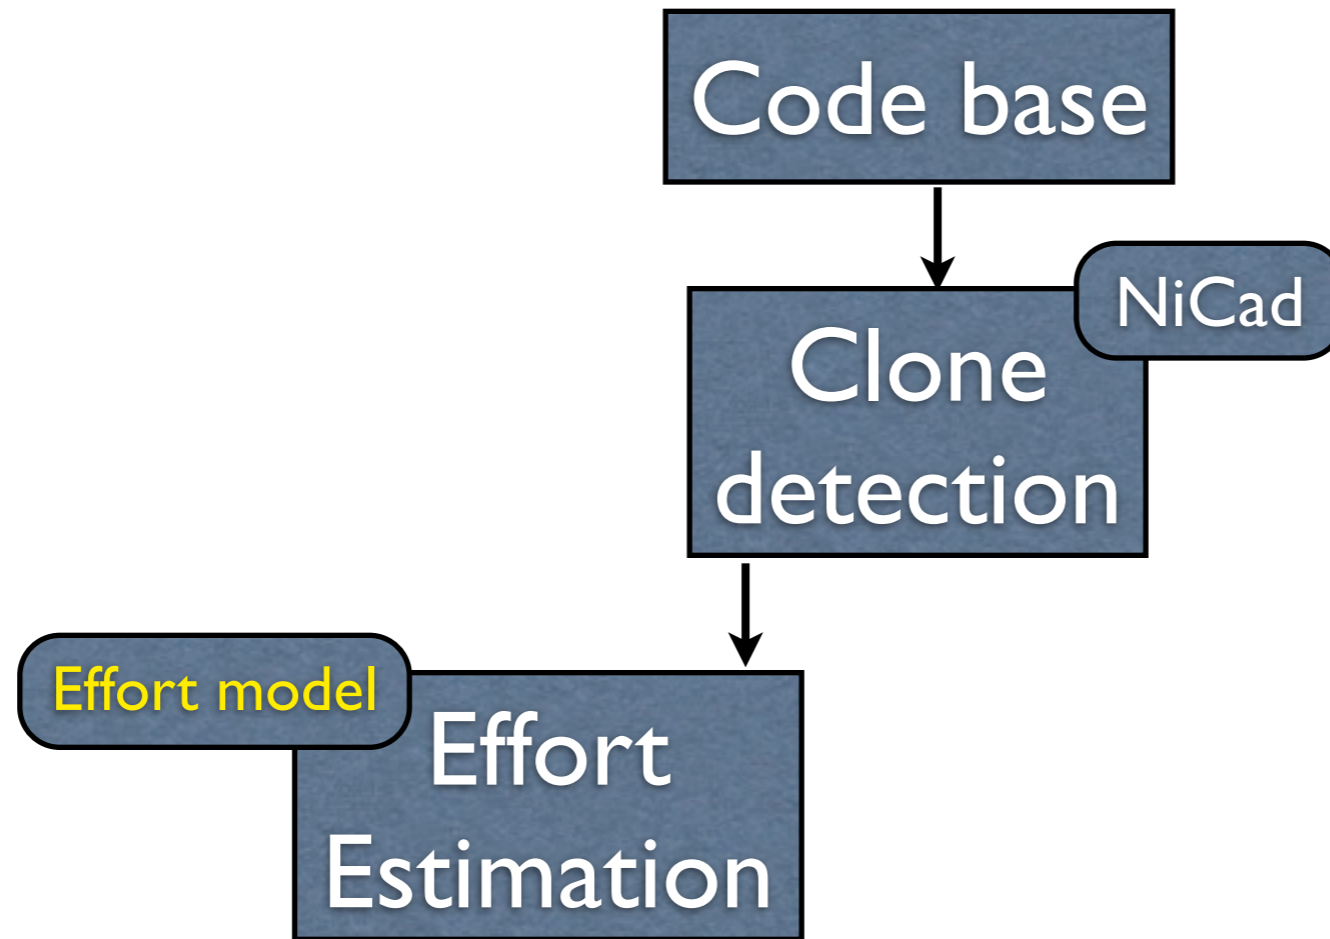 Code base
NiCad
Clone
detection
Effort model
Effort
Estimation